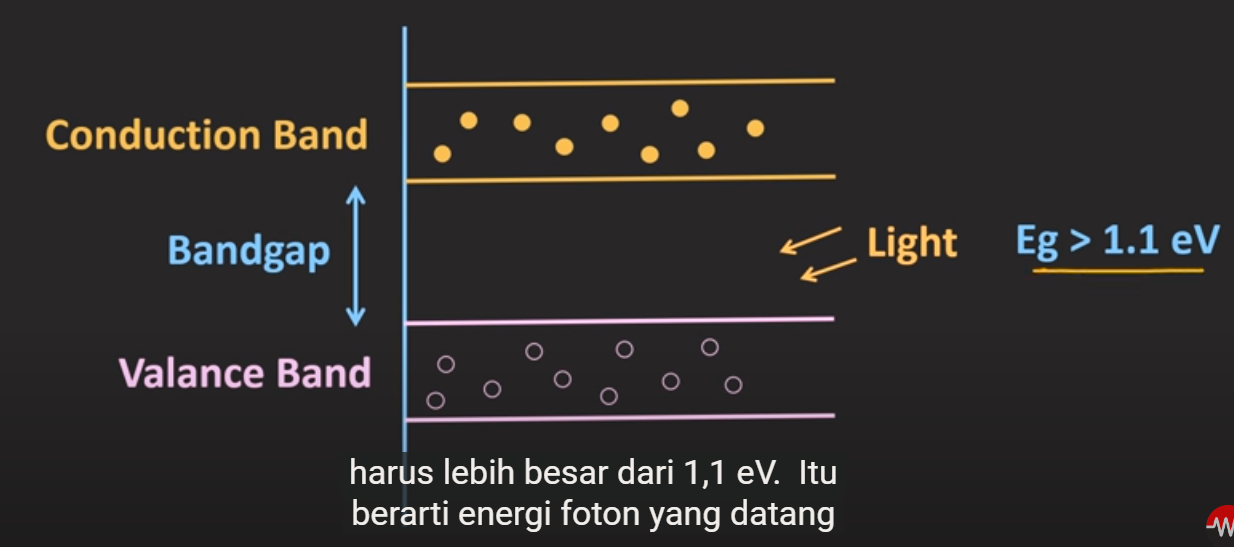 Conduction Band
Bandgap
Light
Eg > 1.1 eV
Valance Band
harus lebih besar dari 1,1 eV. Itu
berarti energi foton yang datang